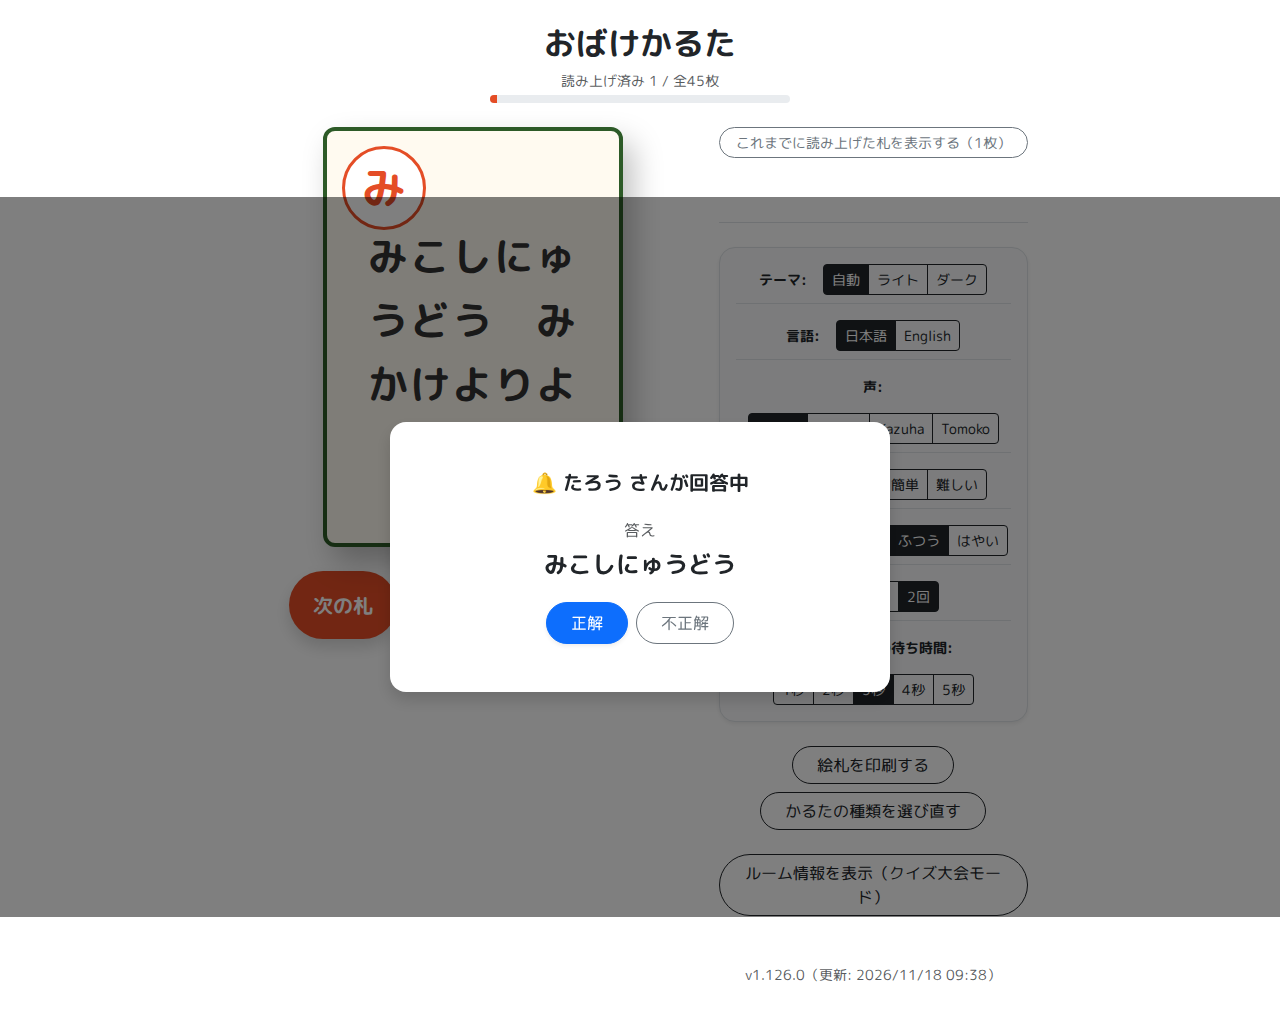 おばけかるた
読み上げ済み 1 / 全45枚
み
みこしにゅ
うどう　み
かけよりよ
次の札
これまでに読み上げた札を表示する（1枚）
テーマ: 自動 ライト ダーク
言語: 日本語 English
声:
azuha Tomoko
簡単 難しい
ふつう はやい
2回
待ち時間:
4秒 5秒
🔔 たろう さんが回答中
答え
みこしにゅうどう
正解 不正解
絵札を印刷する
かるたの種類を選び直す
ルーム情報を表示（クイズ大会モー
ド）
v1.126.0（更新: 2026/11/18 09:38）